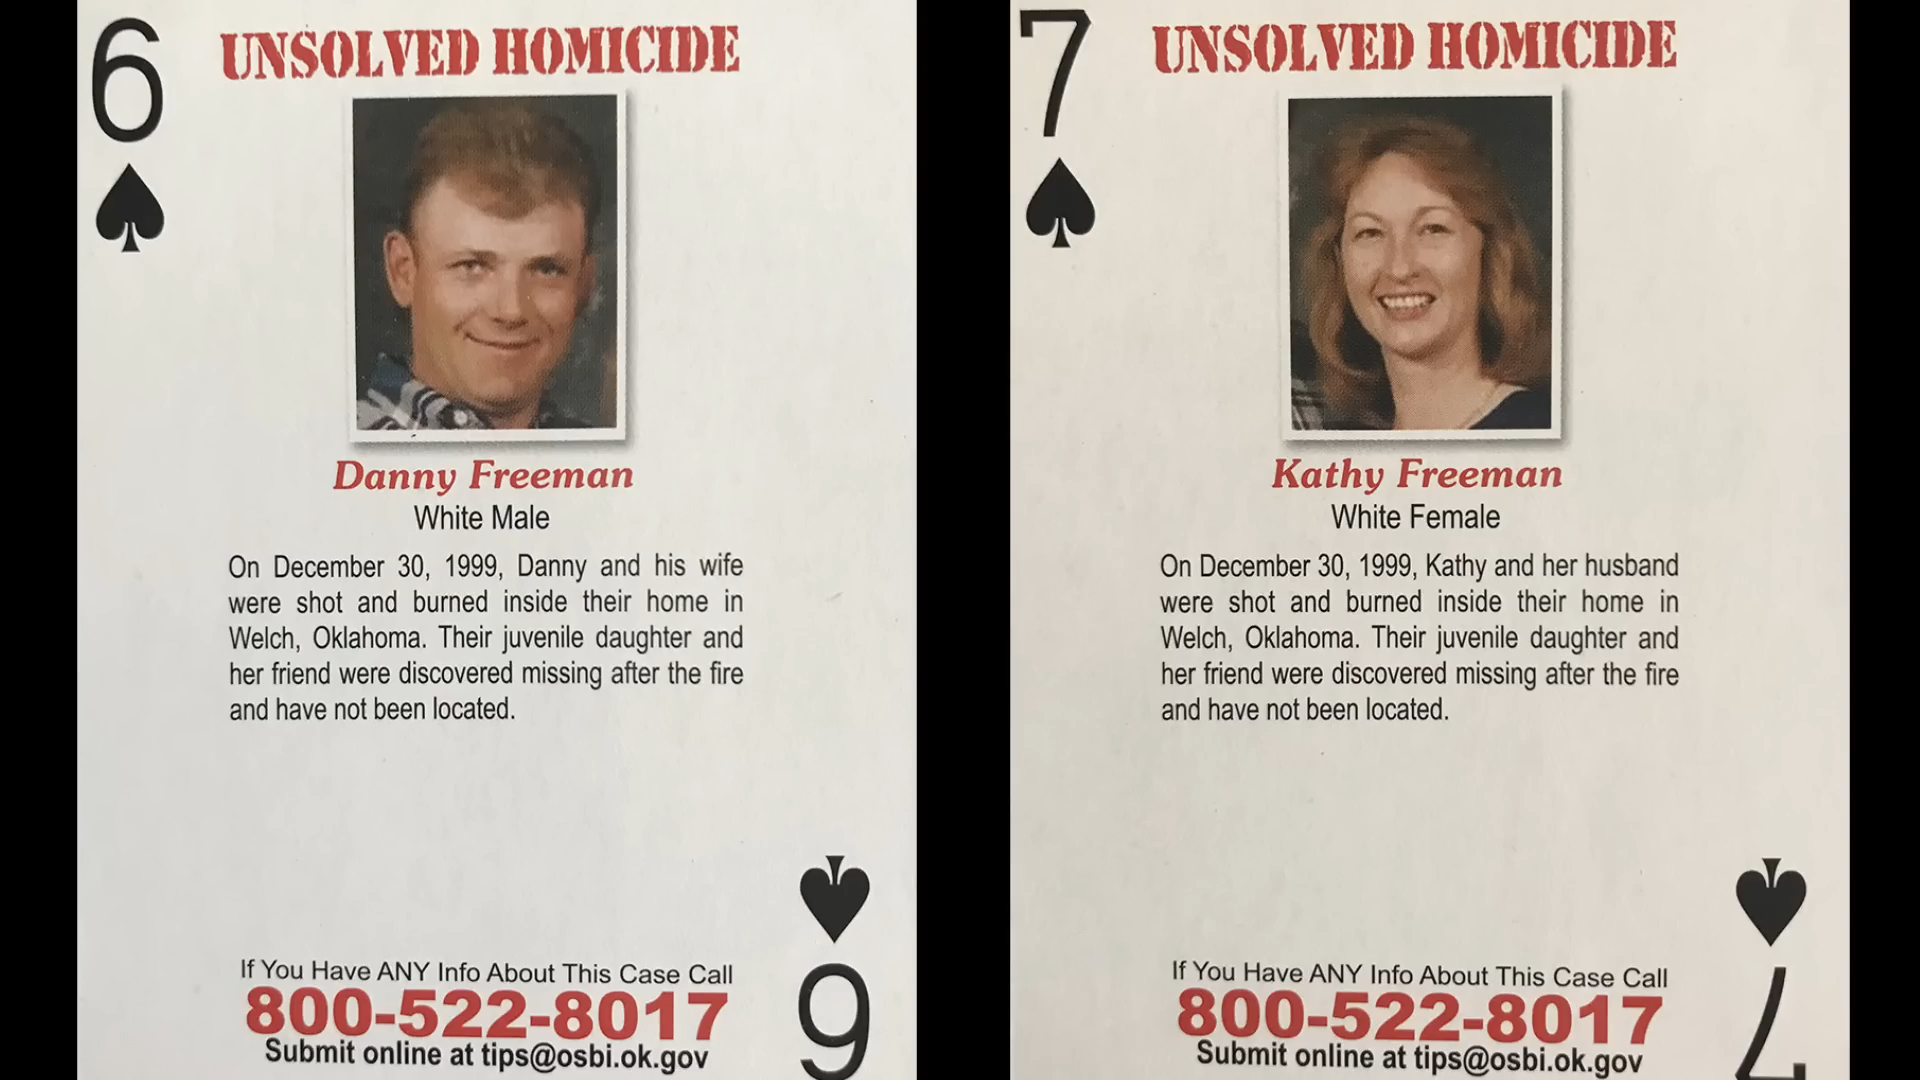 6
UNSOLVED HOMICIDE
Danny Freeman
White Male
On December 30, 1999, Danny and his wife
were shot and burned inside their home in
Welch, Oklahoma. Their juvenile daughter and
her friend were discovered missing after the fire
and have not been located.
If You Have ANY Info About This Case Call
800-522-8017
Submit online at tips@osbi.ok.gov
6
7
UNSOLVED HOMICIDE
Kathy Freeman
White Female
On December 30, 1999, Kathy and her husband
were shot and burned inside their home in
Welch, Oklahoma. Their juvenile daughter and
her friend were discovered missing after the fire
and have not been located.
If You Have ANY Info About This Case Call
800-522-8017
Submit online at tips@osbi.ok.gov
7